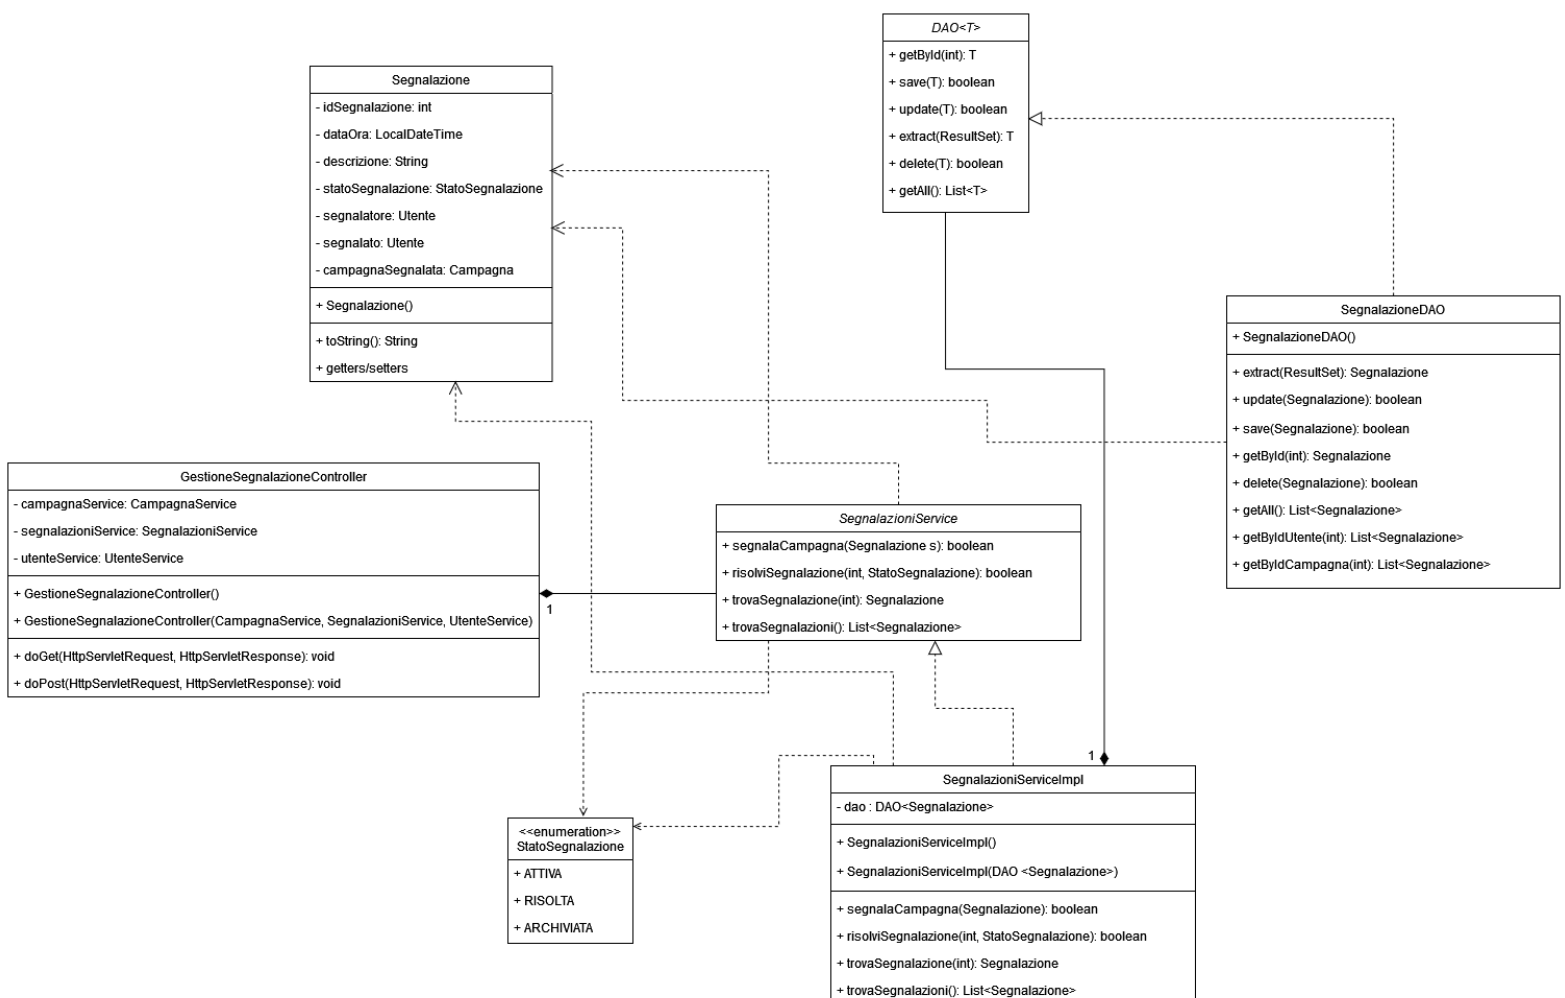 DAO<T>
+ getById(int): T
+ save(T): boolean
+ update(T): boolean
+ extract(ResultSet): T
+ delete(T): boolean
+ getAll(): List<T>
Segnalazione
- idSegnalazione: int
- dataOra: LocalDateTime
- descrizione: String
- statoSegnalazione: StatoSegnalazione
- segnalatore: Utente
- segnalato: Utente
- campagnaSegnalata: Campagna
+ Segnalazione()
+ toString(): String
+ getters/setters
SegnalazioneDAO
+ SegnalazioneDAO()
+ extract(ResultSet): Segnalazione
+ update(Segnalazione): boolean
+ save(Segnalazione): boolean
+ getById(int): Segnalazione
+ delete(Segnalazione): boolean
+ getAll(): List<Segnalazione>
+ getByIdUtente(int): List<Segnalazione>
+ getByIdCampagna(int): List<Segnalazione>
GestioneSegnalazioneController
- campagnaService: CampagnaService
- segnalazioniService: SegnalazioniService
- utenteService: UtenteService
+ GestioneSegnalazioneController()
+ GestioneSegnalazioneController(CampagnaService, SegnalazioniService, UtenteService)
+ doGet(HttpServletRequest, HttpServletResponse): void
+ doPost(HttpServletRequest, HttpServletResponse): void
1
SegnalazioniService
+ segnalaCampagna(Segnalazione s): boolean
+ risolviSegnalazione(int, StatoSegnalazione): boolean
+ trovaSegnalazione(int): Segnalazione
+ trovaSegnalazioni(): List<Segnalazione>
1
SegnalazioniServiceImpl
- dao : DAO<Segnalazione>
+ SegnalazioniServiceImpl()
+ SegnalazioniServiceImpl(DAO <Segnalazione>)
+ segnalaCampagna(Segnalazione): boolean
+ risolviSegnalazione(int, StatoSegnalazione): boolean
+ trovaSegnalazione(int): Segnalazione
+ trovaSegnalazioni(): List<Segnalazione>
<<enumeration>>
StatoSegnalazione
+ ATTIVA
+ RISOLTA
+ ARCHIVIATA